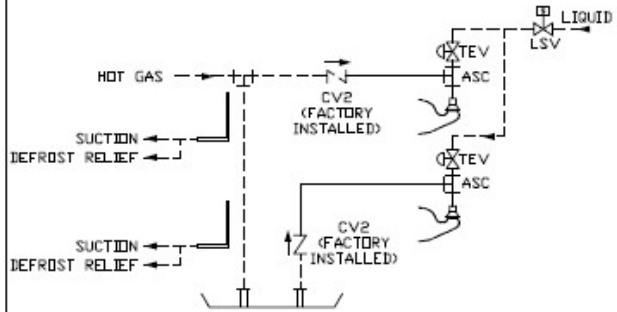 S
LIQUID
LSV
TEV
ASC
HOT GAS
CV2
(FACTORY
INSTALLED)
SUCTION
DEFROST RELIEF
TEV
ASC
CV2
(FACTORY
INSTALLED)
SUCTION
DEFROST RELIEF